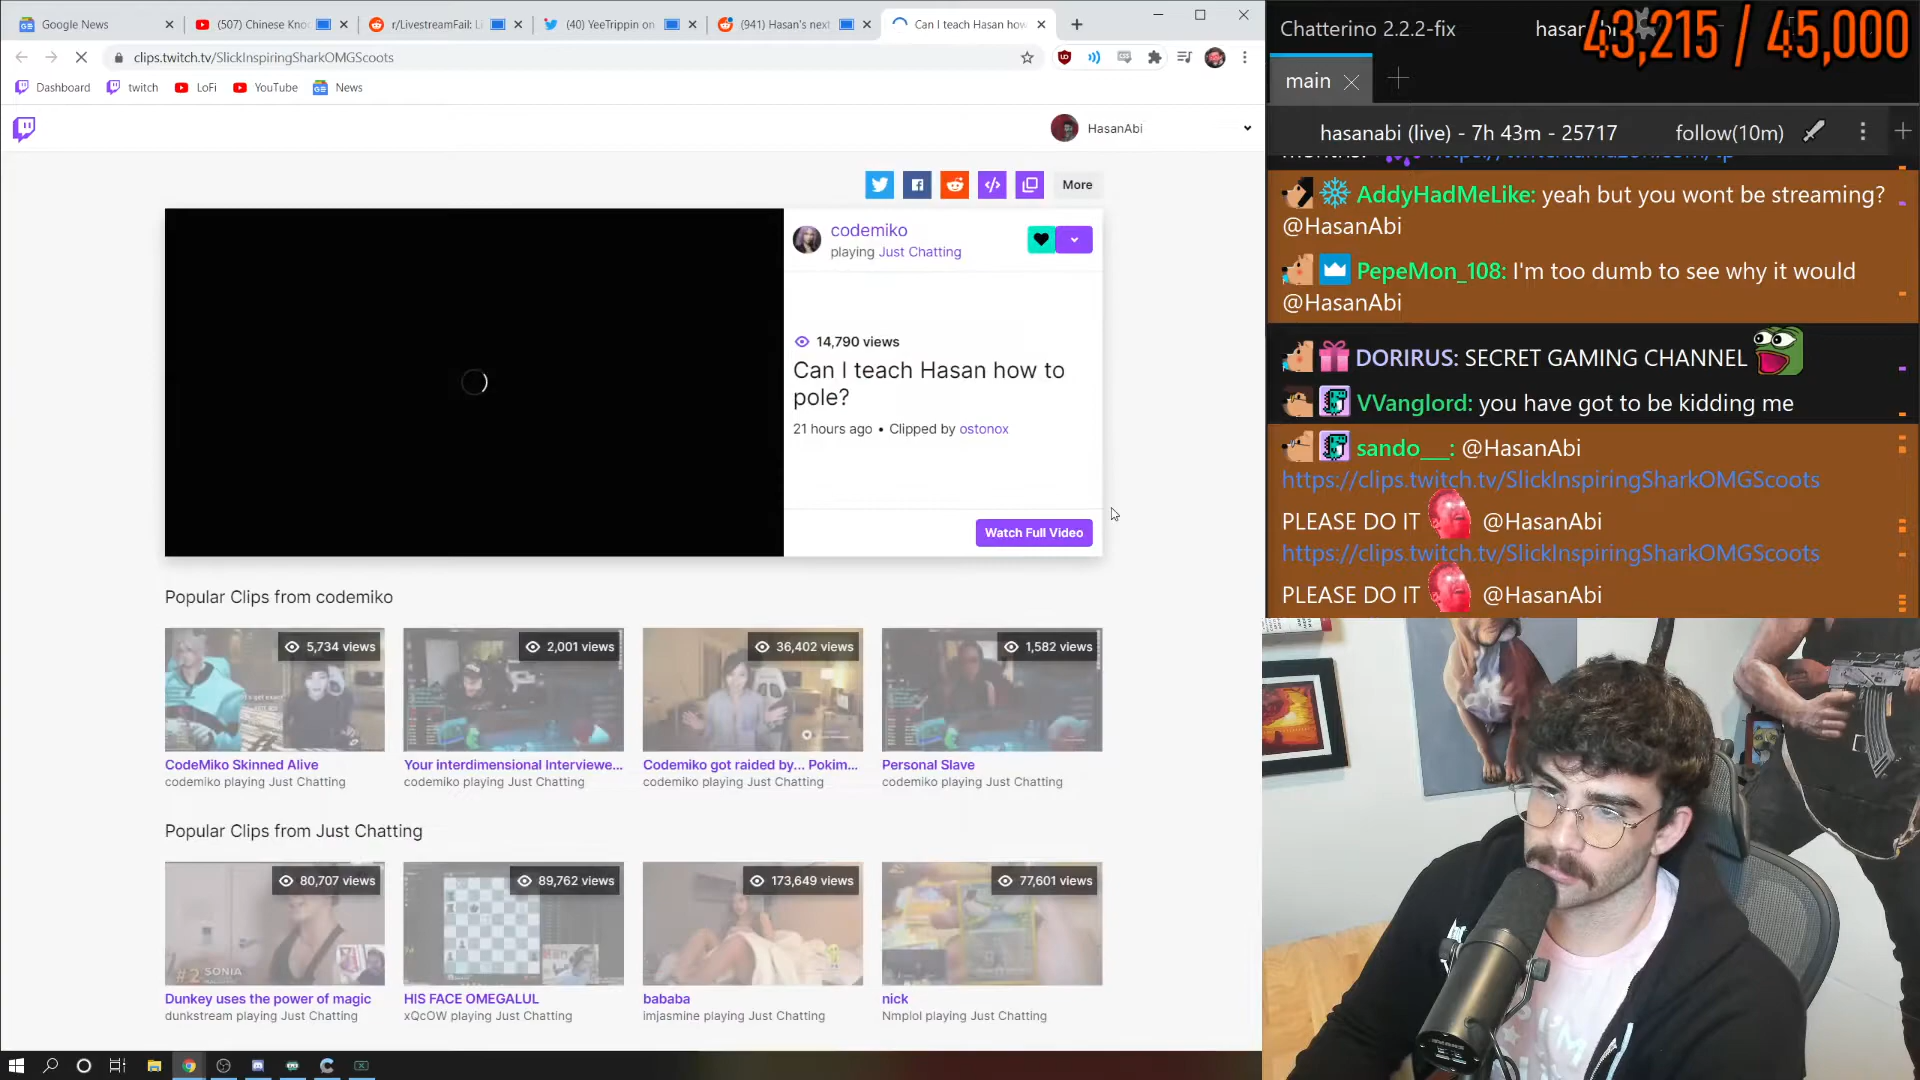 Google News
(507) Chinese Kno
r/LivestreamFail: Li
(40) YeeTrippin on
(941) Hasan's next
Can I teach Hasan how
clips.twitch.tv/SlickInspiringSharkOMGScoots
Dashboard
twitch
LoFi
YouTube
News
HasanAbi
More
codemiko
playing Just Chatting
14,790 views
Can I teach Hasan how to
pole?
21 hours ago • Clipped by ostonox
Watch Full Video
Popular Clips from codemiko
5,734 views
2,001 views
36,402 views
1,582 views
CodeMiko Skinned Alive
codemiko playing Just Chatting
Your interdimensional Interviewe...
codemiko playing Just Chatting
Codemiko got raided by... Pokim...
codemiko playing Just Chatting
Personal Slave
codemiko playing Just Chatting
Popular Clips from Just Chatting
80,707 views
89,762 views
173,649 views
77,601 views
#2 SONIA
Dunkey uses the power of magic
dunkstream playing Just Chatting
HIS FACE OMEGALUL
xQcOW playing Just Chatting
bababa
imjasmine playing Just Chatting
nick
Nmplol playing Just Chatting
Chatterino 2.2.2-fix
43,215 / 45,000
main
hasanabi (live) - 7h 43m - 25717
follow(10m)
AddyHadMeLike: yeah but you wont be streaming?
@HasanAbi
PepeMon_108: I'm too dumb to see why it would
@HasanAbi
DORIRUS: SECRET GAMING CHANNEL
VVanglord: you have got to be kidding me
sando___: @HasanAbi
https://clips.twitch.tv/SlickInspiringSharkOMGScoots
PLEASE DO IT @HasanAbi
https://clips.twitch.tv/SlickInspiringSharkOMGScoots
PLEASE DO IT @HasanAbi